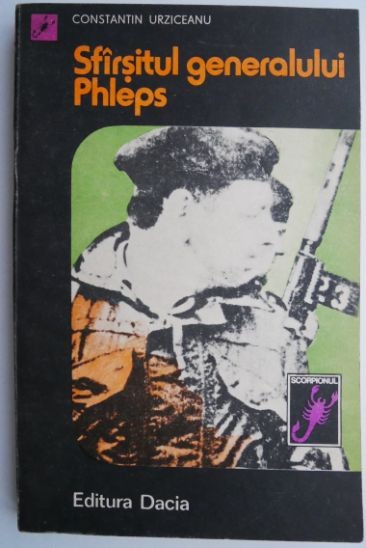 CONSTANTIN URZICEANU
Sfîrşitul generalului
Phleps
SCORPIONUL
Editura Dacia